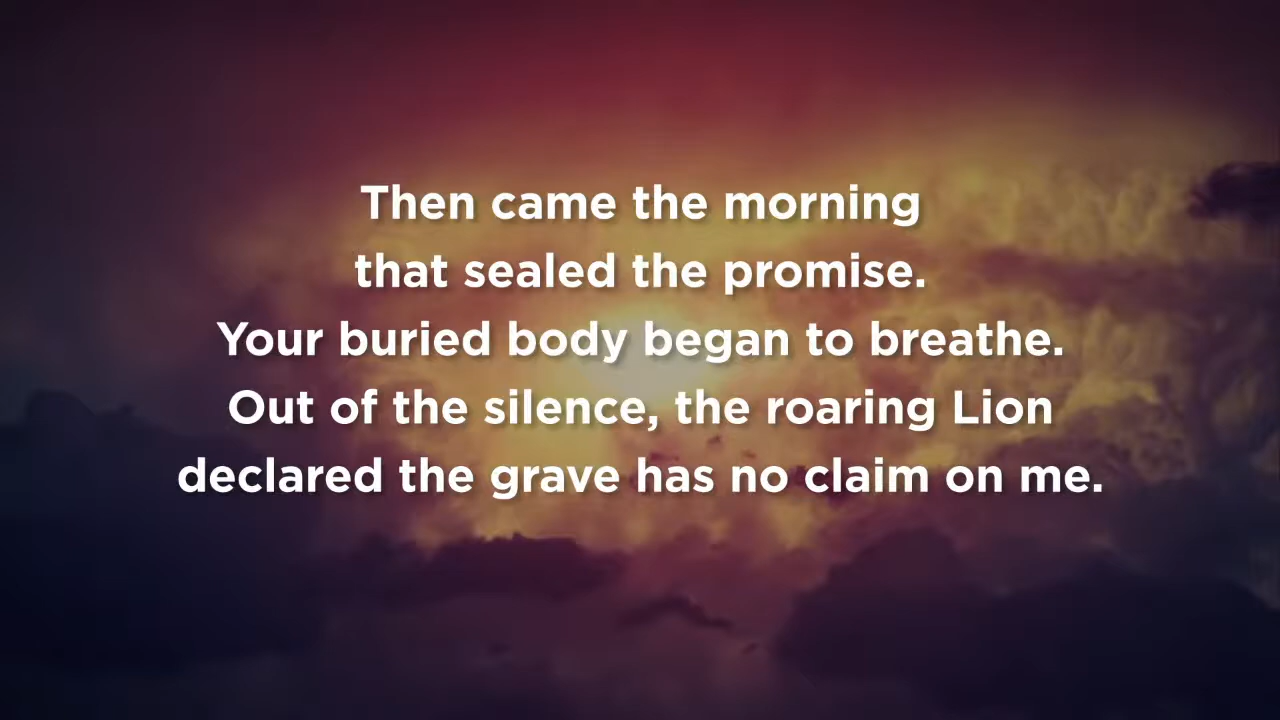 Then came the morning
that sealed the promise.
Your buried body began to breathe.
Out of the silence, the roaring Lion
declared the grave has no claim on me.